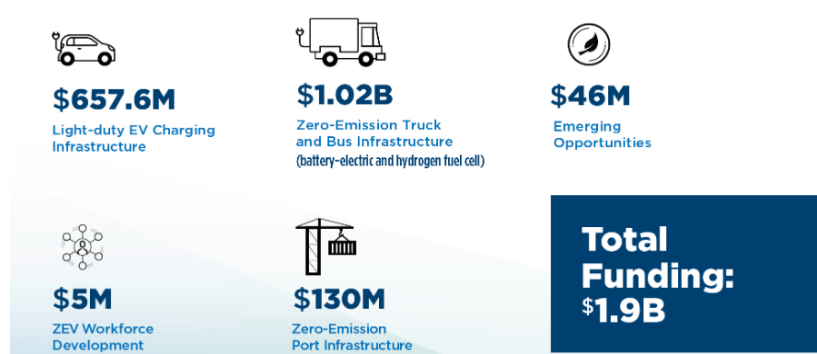 $657.6M
Light-duty EV Charging
Infrastructure
$1.02B
Zero-Emission Truck
and Bus Infrastructure
(battery-electric and hydrogen fuel cell)
$46M
Emerging
Opportunities
$5M
ZEV Workforce
Development
$130M
Zero-Emission
Port Infrastructure
Total
Funding:
$1.9B